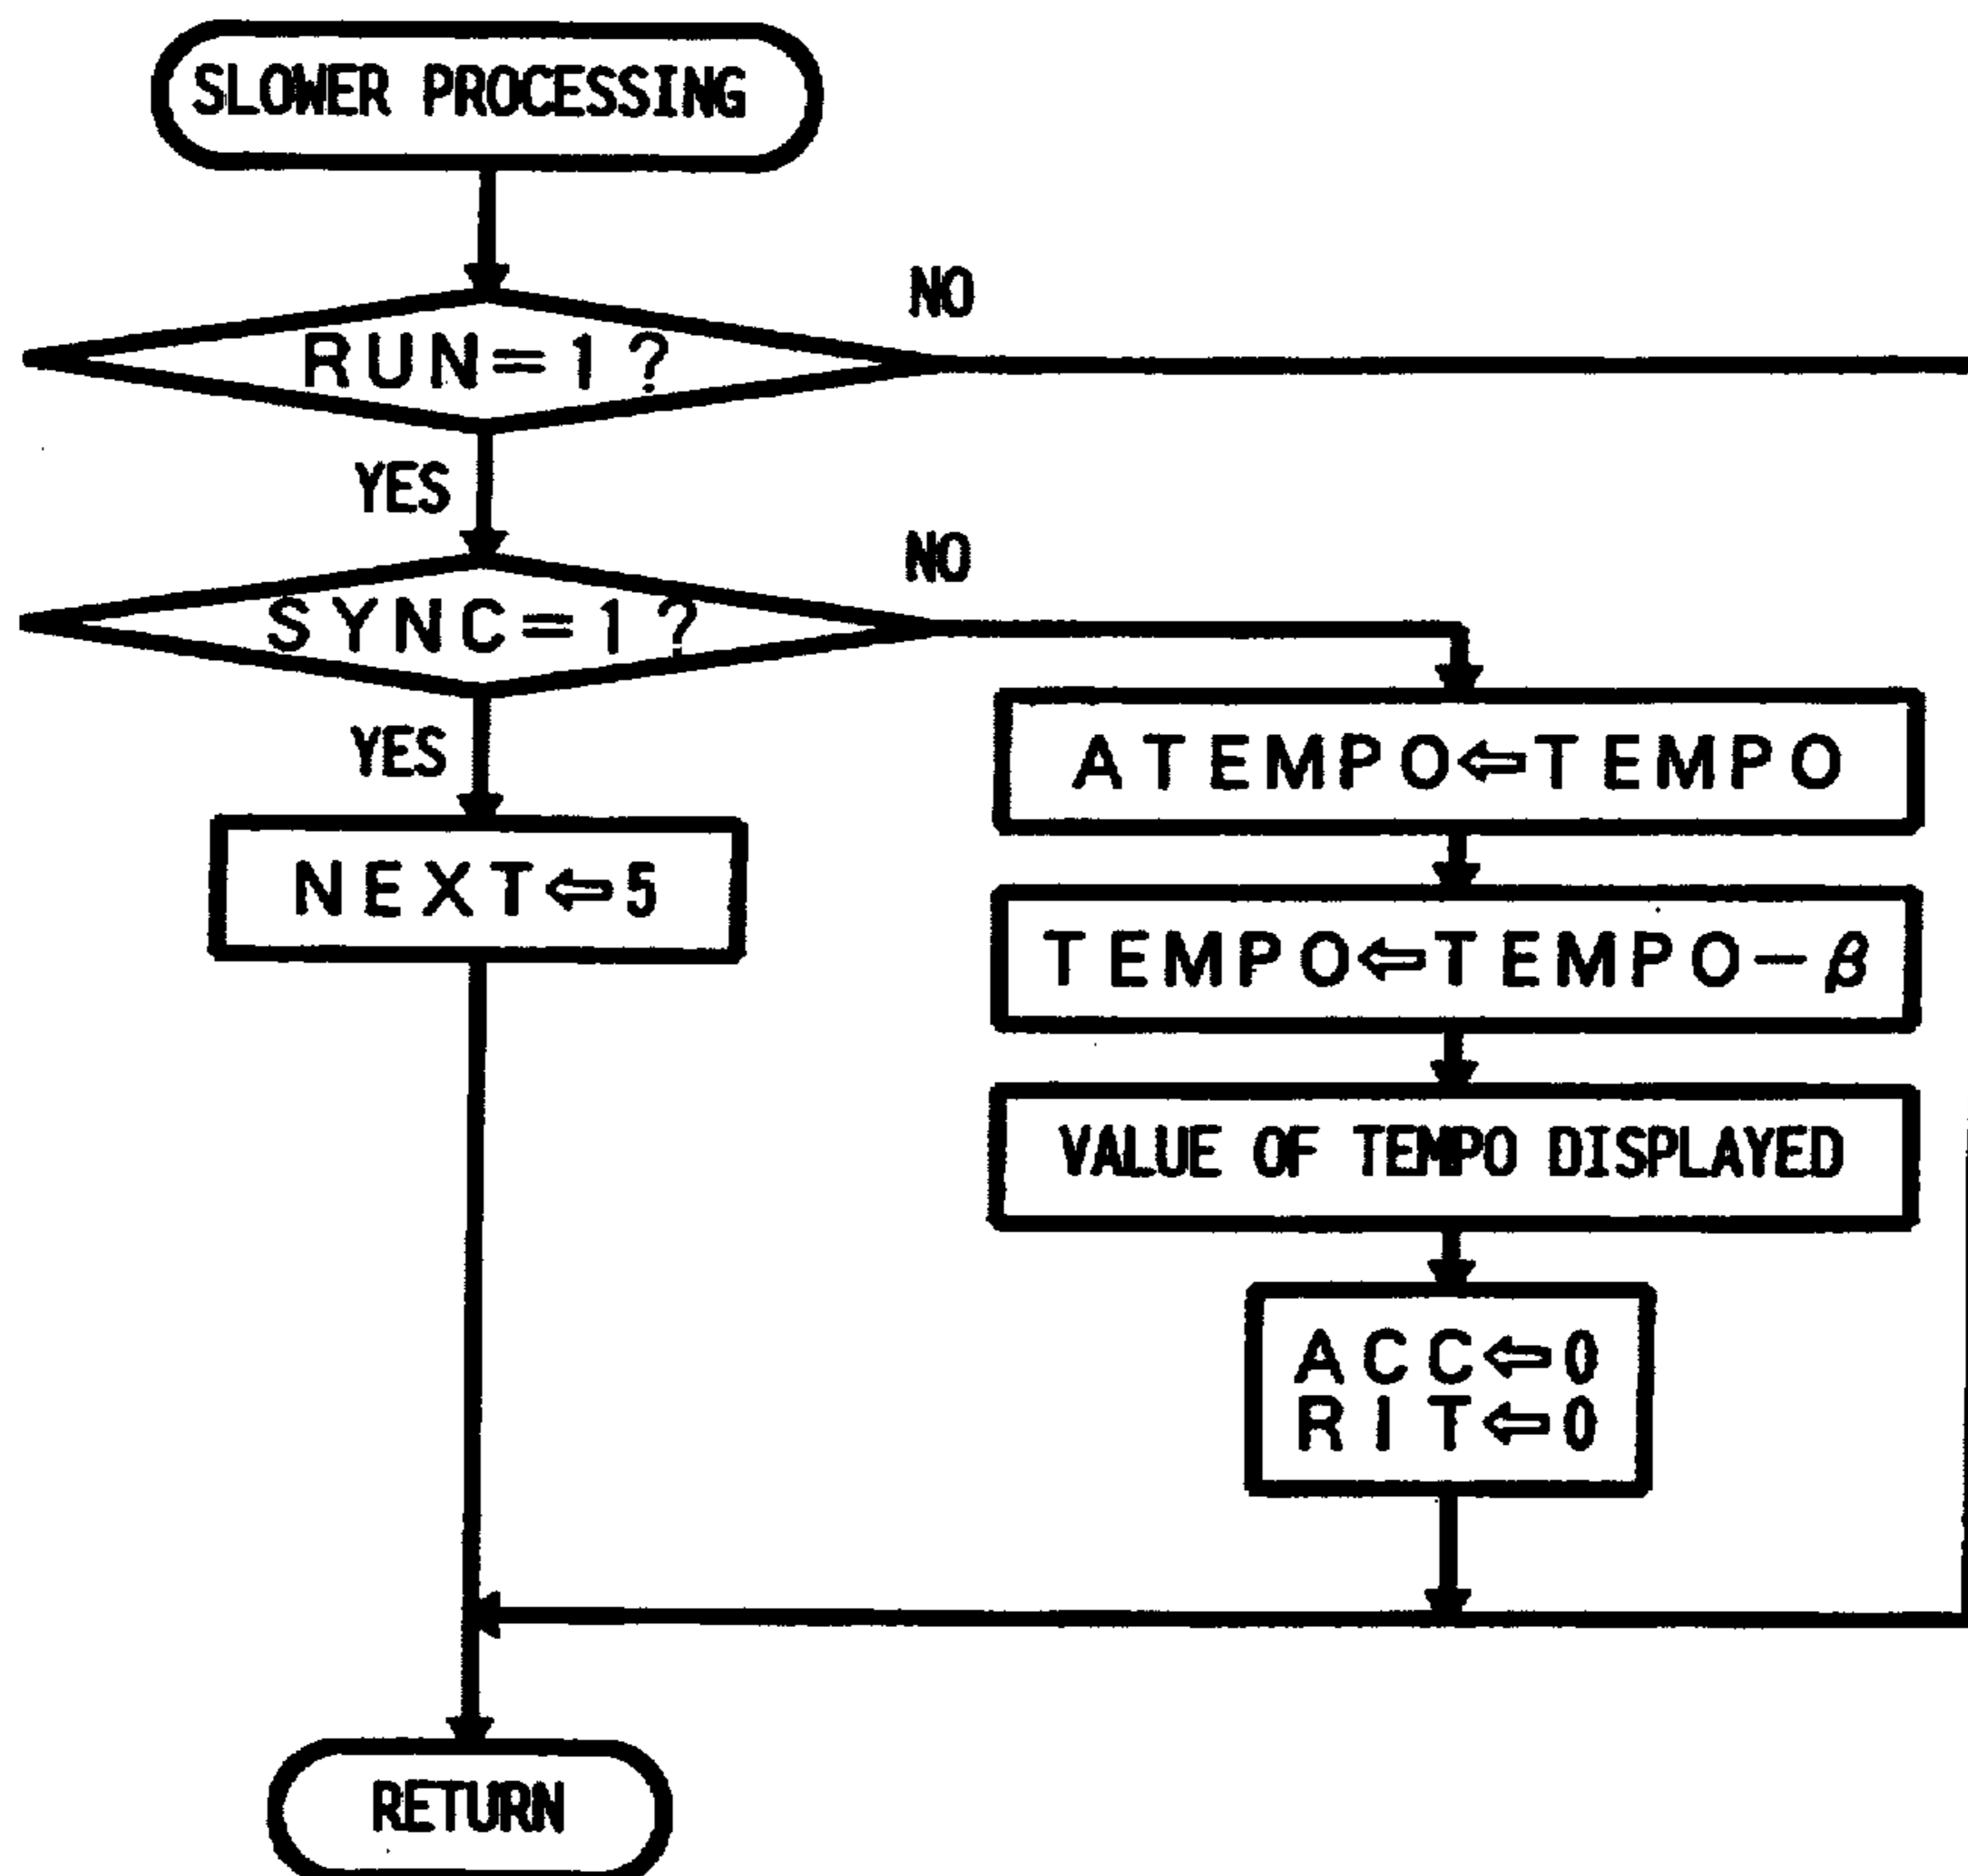 SLOWER PROCESSING
NO
RUN=1?
YES
NO
SYNC=1?
YES
ATEMPO⇐TEMPO
NEXT⇐5
TEMPO⇐TEMPO−β
VALUE OF TEMPO DISPLAYED
ACC⇐0
RIT⇐0
RETURN